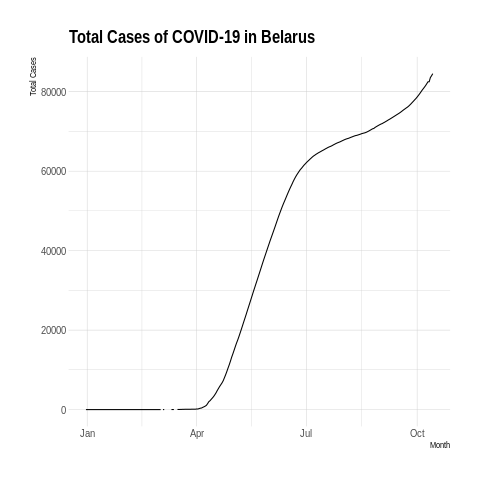 Total Cases of COVID-19 in Belarus
Total Cases
80000
60000
40000
20000
0
Jan Apr Jul Oct
Month